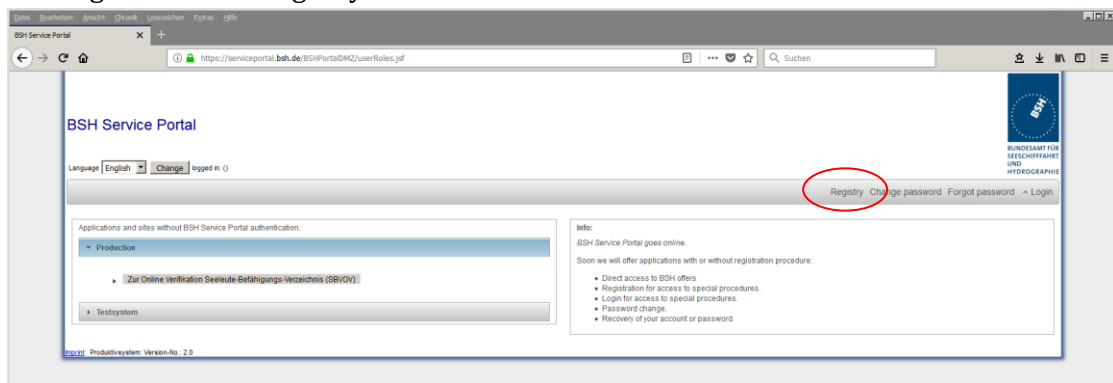 Datei Bearbeiten Ansicht Chronik Lesezeichen Extras Hilfe
BSH Service Portal
https://serviceportal.bsh.de/BSHPortalDMZ/userRoles.jsf
Suchen
BSH
BUNDESAMT FÜR
SEESCHIFFFAHRT
UND
HYDROGRAPHIE
BSH Service Portal
Language English Change logged in: ()
Registry Change password Forgot password Login
Applications and sites without BSH Service Portal authentication:
Production
Zur Online Verifikation Seeleute-Befähigungs-Verzeichnis (SBVOV)
Testsystem
Info:
BSH Service Portal goes online.
Soon we will offer applications with or without registration procedure:
Direct access to BSH offers
Registration for access to special procedures.
Login for access to special procedures.
Password change.
Recovery of your account or password.
Imprint Produktivsystem: Version-No.: 2.0